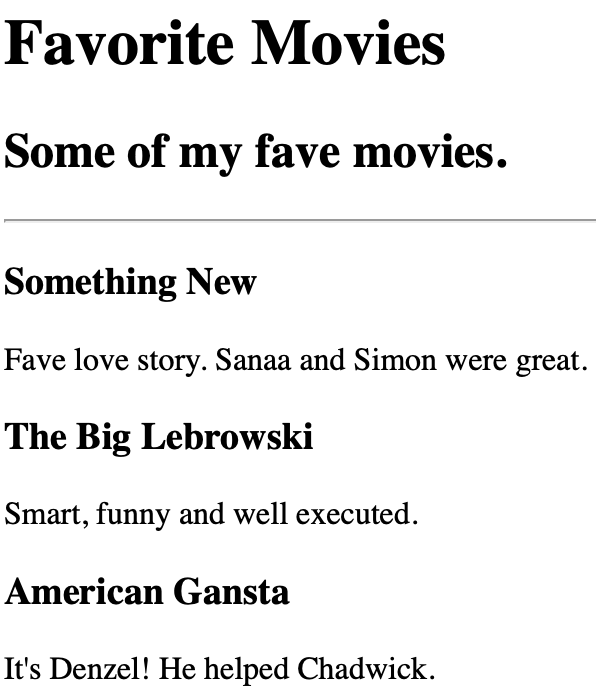 Favorite Movies
Some of my fave movies.
Something New
Fave love story. Sanaa and Simon were great.
The Big Lebrowski
Smart, funny and well executed.
American Gansta
It's Denzel! He helped Chadwick.